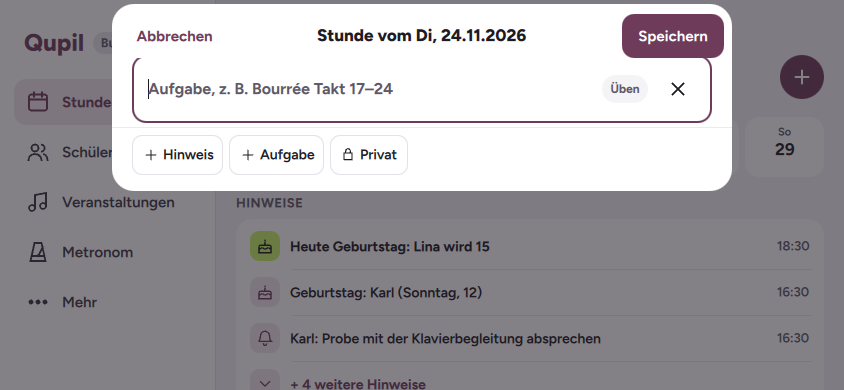 Abbrechen
Stunde vom Di, 24.11.2026
Speichern
Aufgabe, z. B. Bourrée Takt 17–24
Üben
+ Hinweis
+ Aufgabe
Privat
Qupil
Stunde
Schüler
Veranstaltungen
Metronom
Mehr
So
29
HINWEISE
Heute Geburtstag: Lina wird 15
18:30
Geburtstag: Karl (Sonntag, 12)
16:30
Karl: Probe mit der Klavierbegleitung absprechen
16:30
+ 4 weitere Hinweise